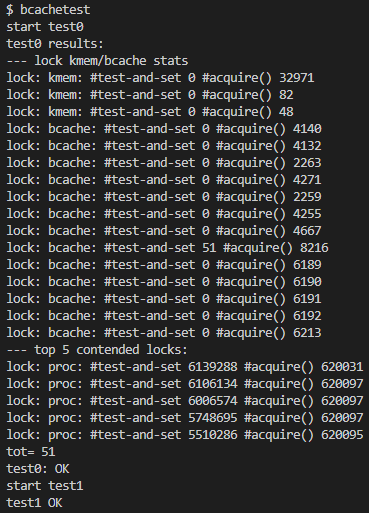 $ bcachetest
start test0
test0 results:
--- lock kmem/bcache stats
lock: kmem: #test-and-set 0 #acquire() 32971
lock: kmem: #test-and-set 0 #acquire() 82
lock: kmem: #test-and-set 0 #acquire() 48
lock: bcache: #test-and-set 0 #acquire() 4140
lock: bcache: #test-and-set 0 #acquire() 4132
lock: bcache: #test-and-set 0 #acquire() 2263
lock: bcache: #test-and-set 0 #acquire() 4271
lock: bcache: #test-and-set 0 #acquire() 2259
lock: bcache: #test-and-set 0 #acquire() 4255
lock: bcache: #test-and-set 0 #acquire() 4667
lock: bcache: #test-and-set 51 #acquire() 8216
lock: bcache: #test-and-set 0 #acquire() 6189
lock: bcache: #test-and-set 0 #acquire() 6190
lock: bcache: #test-and-set 0 #acquire() 6191
lock: bcache: #test-and-set 0 #acquire() 6192
lock: bcache: #test-and-set 0 #acquire() 6213
--- top 5 contended locks:
lock: proc: #test-and-set 6139288 #acquire() 620031
lock: proc: #test-and-set 6106134 #acquire() 620097
lock: proc: #test-and-set 6006574 #acquire() 620097
lock: proc: #test-and-set 5748695 #acquire() 620097
lock: proc: #test-and-set 5510286 #acquire() 620095
tot= 51
test0: OK
start test1
test1 OK